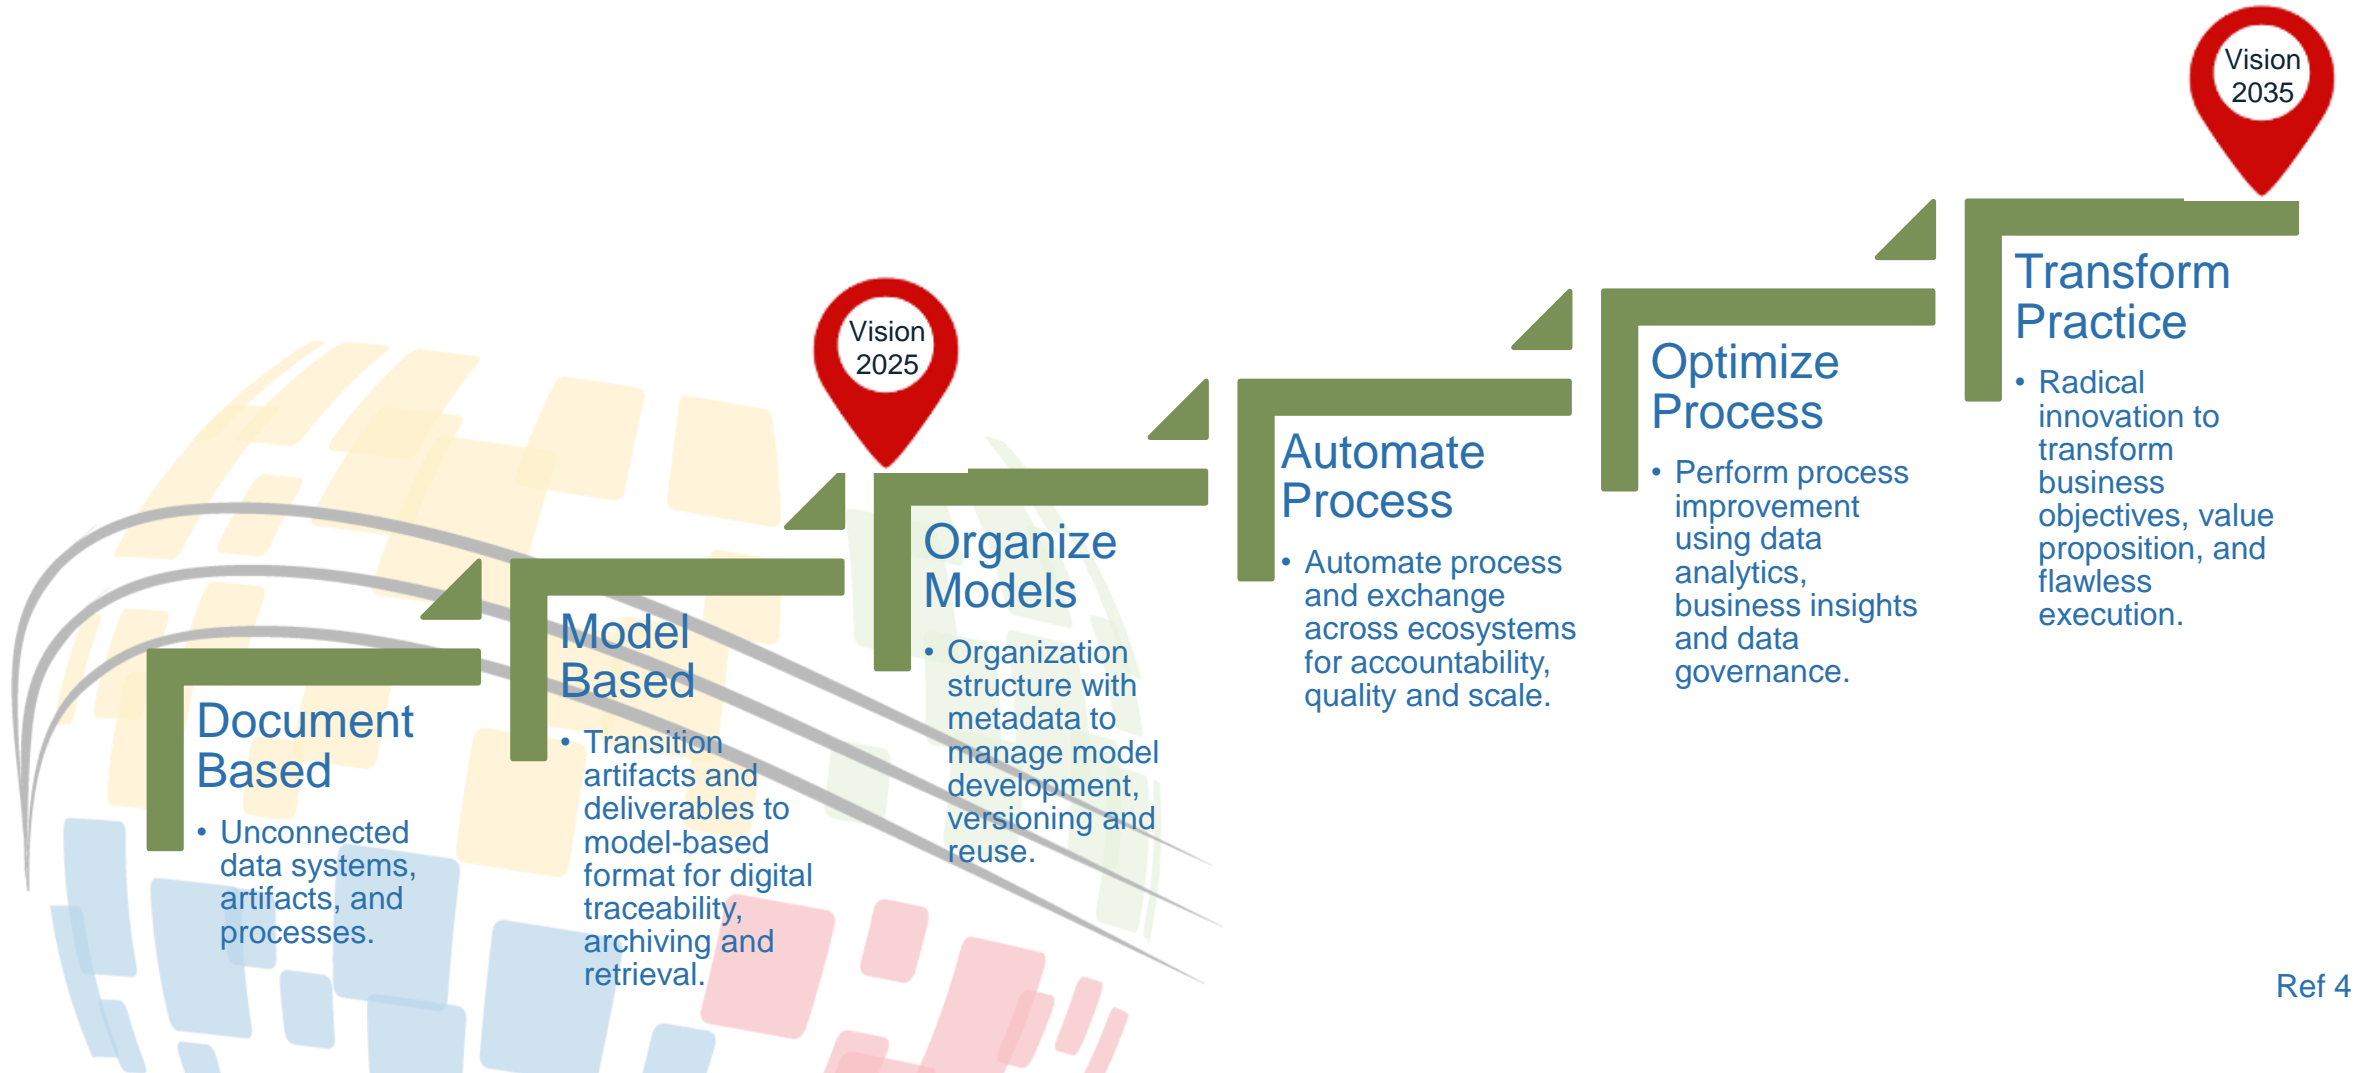 Vision
2035
Vision
2025
Document
Based
• Unconnected
data systems,
artifacts, and
processes.
Model
Based
• Transition
artifacts and
deliverables to
model-based
format for digital
traceability,
archiving and
retrieval.
Organize
Models
• Organization
structure with
metadata to
manage model
development,
versioning and
reuse.
Automate
Process
• Automate process
and exchange
across ecosystems
for accountability,
quality and scale.
Optimize
Process
• Perform process
improvement
using data
analytics,
business insights
and data
governance.
Transform
Practice
• Radical
innovation to
transform
business
objectives, value
proposition, and
flawless
execution.
Ref 4